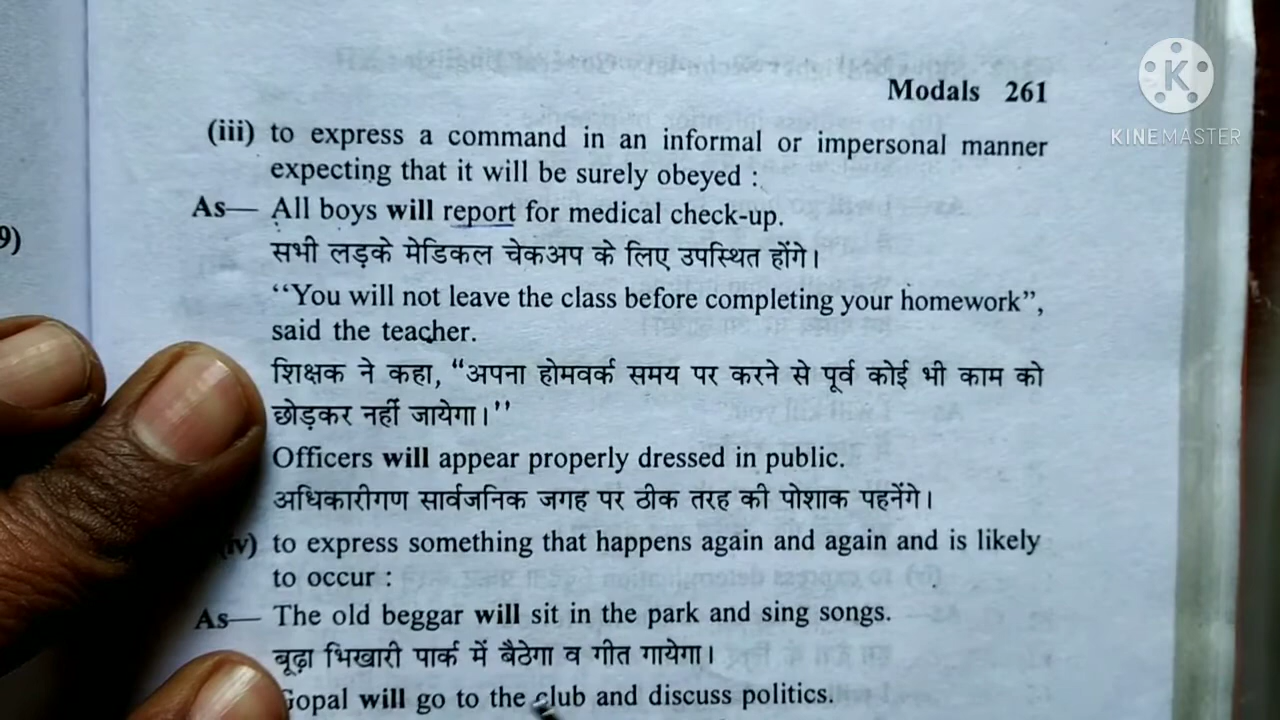 K
KINEMASTER
Modals 261
(iii) to express a command in an informal or impersonal manner
expecting that it will be surely obeyed :
As— All boys will report for medical check-up.
सभी लड़के मेडिकल चेकअप के लिए उपस्थित होंगे।
9)
‘‘You will not leave the class before completing your homework’’,
said the teacher.
शिक्षक ने कहा, “अपना होमवर्क समय पर करने से पूर्व कोई भी काम को
छोड़कर नहीं जायेगा।’’
Officers will appear properly dressed in public.
अधिकारीगण सार्वजनिक जगह पर ठीक तरह की पोशाक पहनेंगे।
(iv) to express something that happens again and again and is likely
to occur :
As— The old beggar will sit in the park and sing songs.
बूढ़ा भिखारी पार्क में बैठेगा व गीत गायेगा।
Gopal will go to the club and discuss politics.